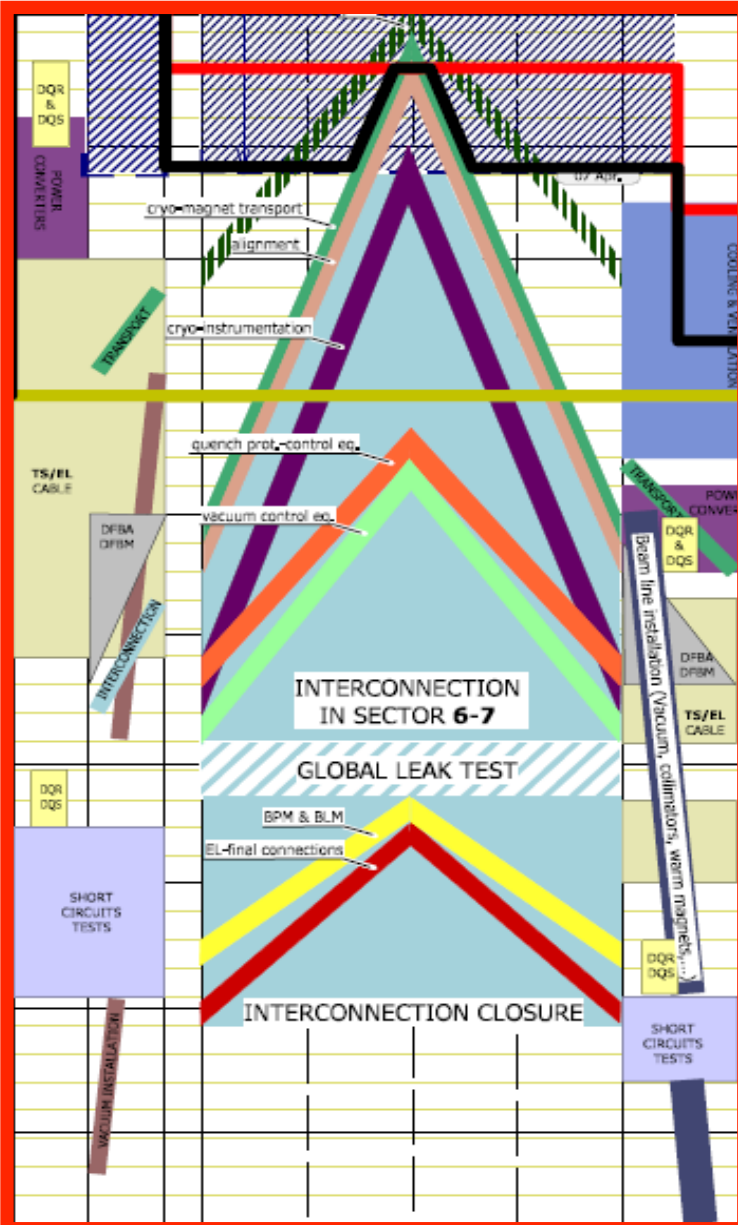 DQR
&
DQS
POWER
CONVERTERS
07 Apr.
cryo-magnet transport
alignment
COOLING & VENTILATION
TRANSPORT
cryo-instrumentation
quench prot.-control eq.
TS/EL
CABLE
TRANSPORT
vacuum control eq.
DFBA
DFBM
DQR
&
DQS
Beam line installation (Vacuum, collimators, warm magnets,...)
INTERCONNECTION
DFBA
DFBM
INTERCONNECTION
IN SECTOR 6-7
TS/EL
CABLE
GLOBAL LEAK TEST
DQR
DQS
BPM & BLM
EL-final connections
SHORT
CIRCUITS
TESTS
DQR
DQS
INTERCONNECTION CLOSURE
SHORT
CIRCUITS
TESTS
VACUUM INSTALLATION